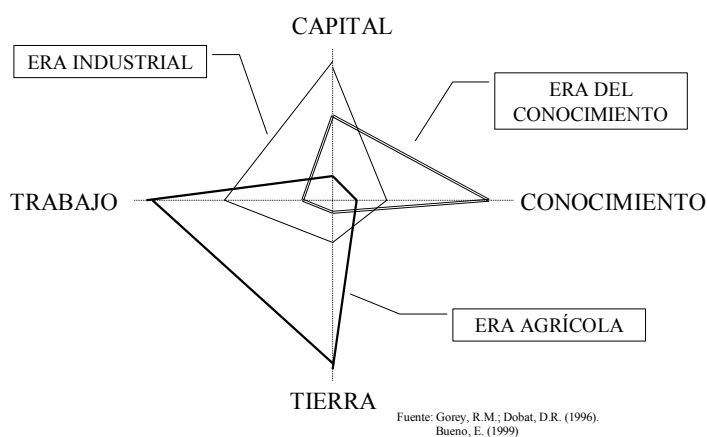 CAPITAL
ERA INDUSTRIAL
ERA DEL
CONOCIMIENTO
TRABAJO
CONOCIMIENTO
ERA AGRÍCOLA
TIERRA
Fuente: Gorey, R.M.; Dobat, D.R. (1996).
Bueno, E. (1999)